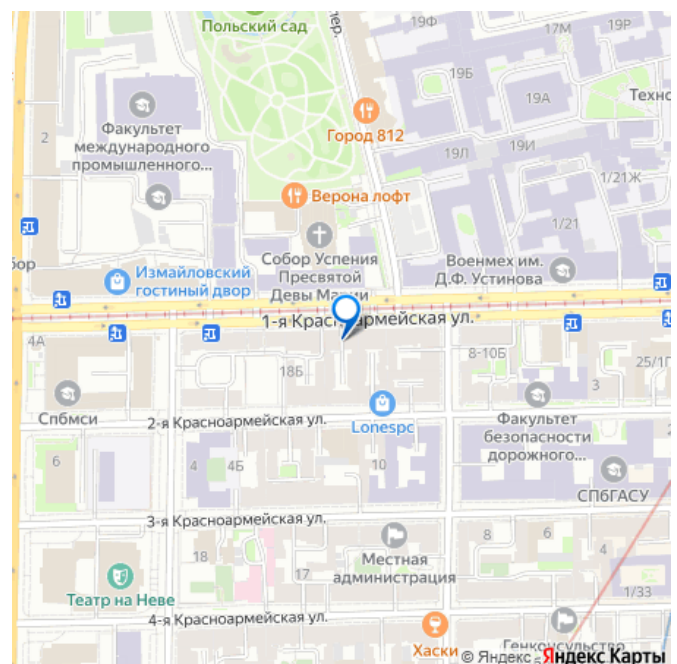 Польский сад
пер.
19Ф
17М
19Р
19Б
19А
Техно
Город 812
Факультет
международного
промышленного...
2
19Л
19И
1/21Ж
Верона лофт
1/21
Собор Успения
Пресвятой
Девы Марии
Военмех им.
Д.Ф. Устинова
бор
Измайловский
гостиный двор
1-я Красноармейская ул.
4А
18Б
8-10Б
25/1
3
Спбмси
2-я Красноармейская ул.
Lonespc
Факультет
безопасности
дорожного...
2
6
4
4Б
10
СПбГАСУ
3-я Красноармейская ул.
18
Местная
администрация
8
6
4
17
Театр на Неве
1/33
4-я Красноармейская ул.
Хаски
Генконсульство
© Яндекс Яндекс Карты